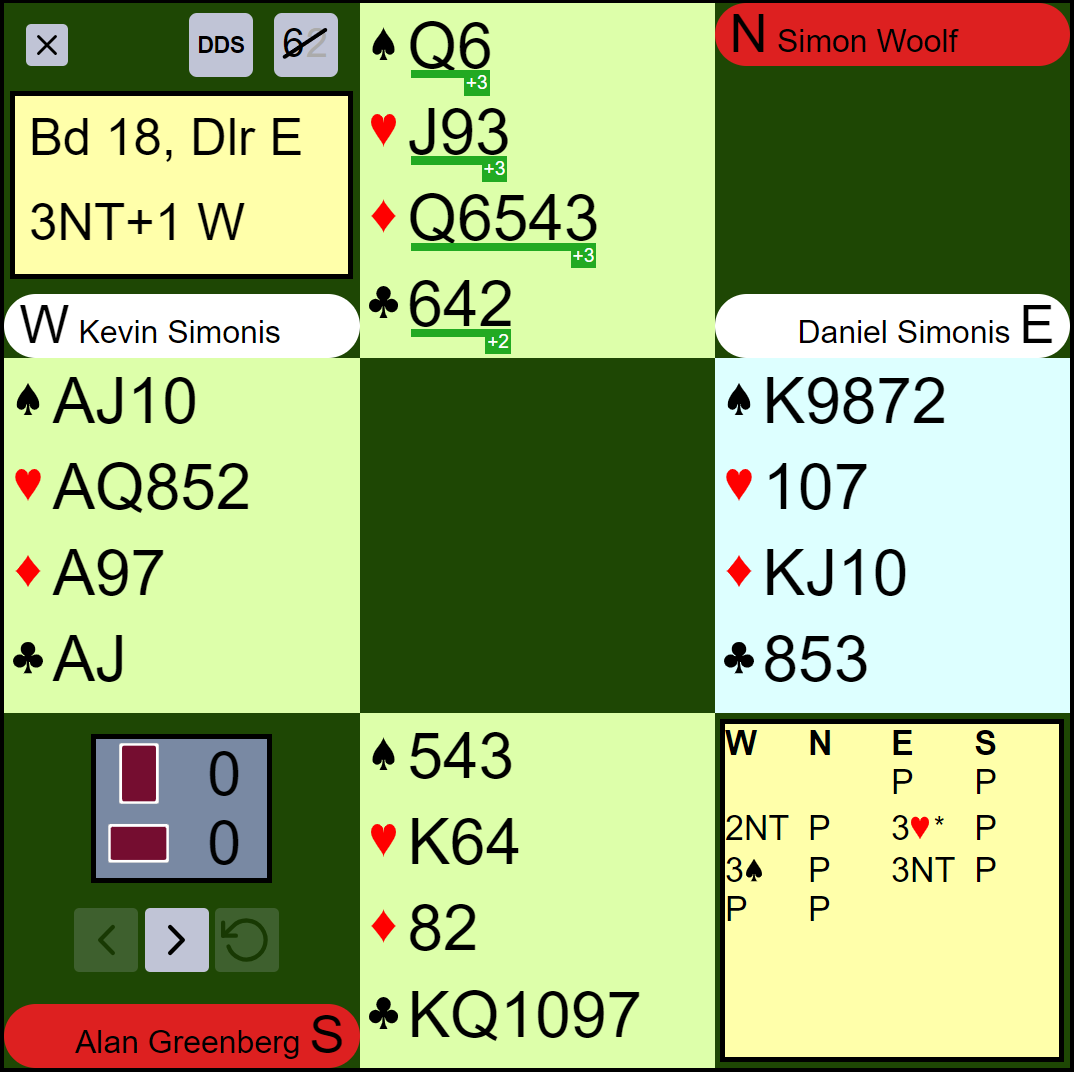 × DDS 62
Bd 18, Dlr E
3NT+1 W
♠ Q6
+3
♥ J93
+3
♦ Q6543
+3
♣ 642
+2
N Simon Woolf
W Kevin Simonis
Daniel Simonis E
♠ AJ10
♥ AQ852
♦ A97
♣ AJ
♠ K9872
♥ 107
♦ KJ10
♣ 853
0
0
Alan Greenberg S
♠ 543
♥ K64
♦ 82
♣ KQ1097
W N E S
P P
2NT P 3♥* P
3♠ P 3NT P
P P